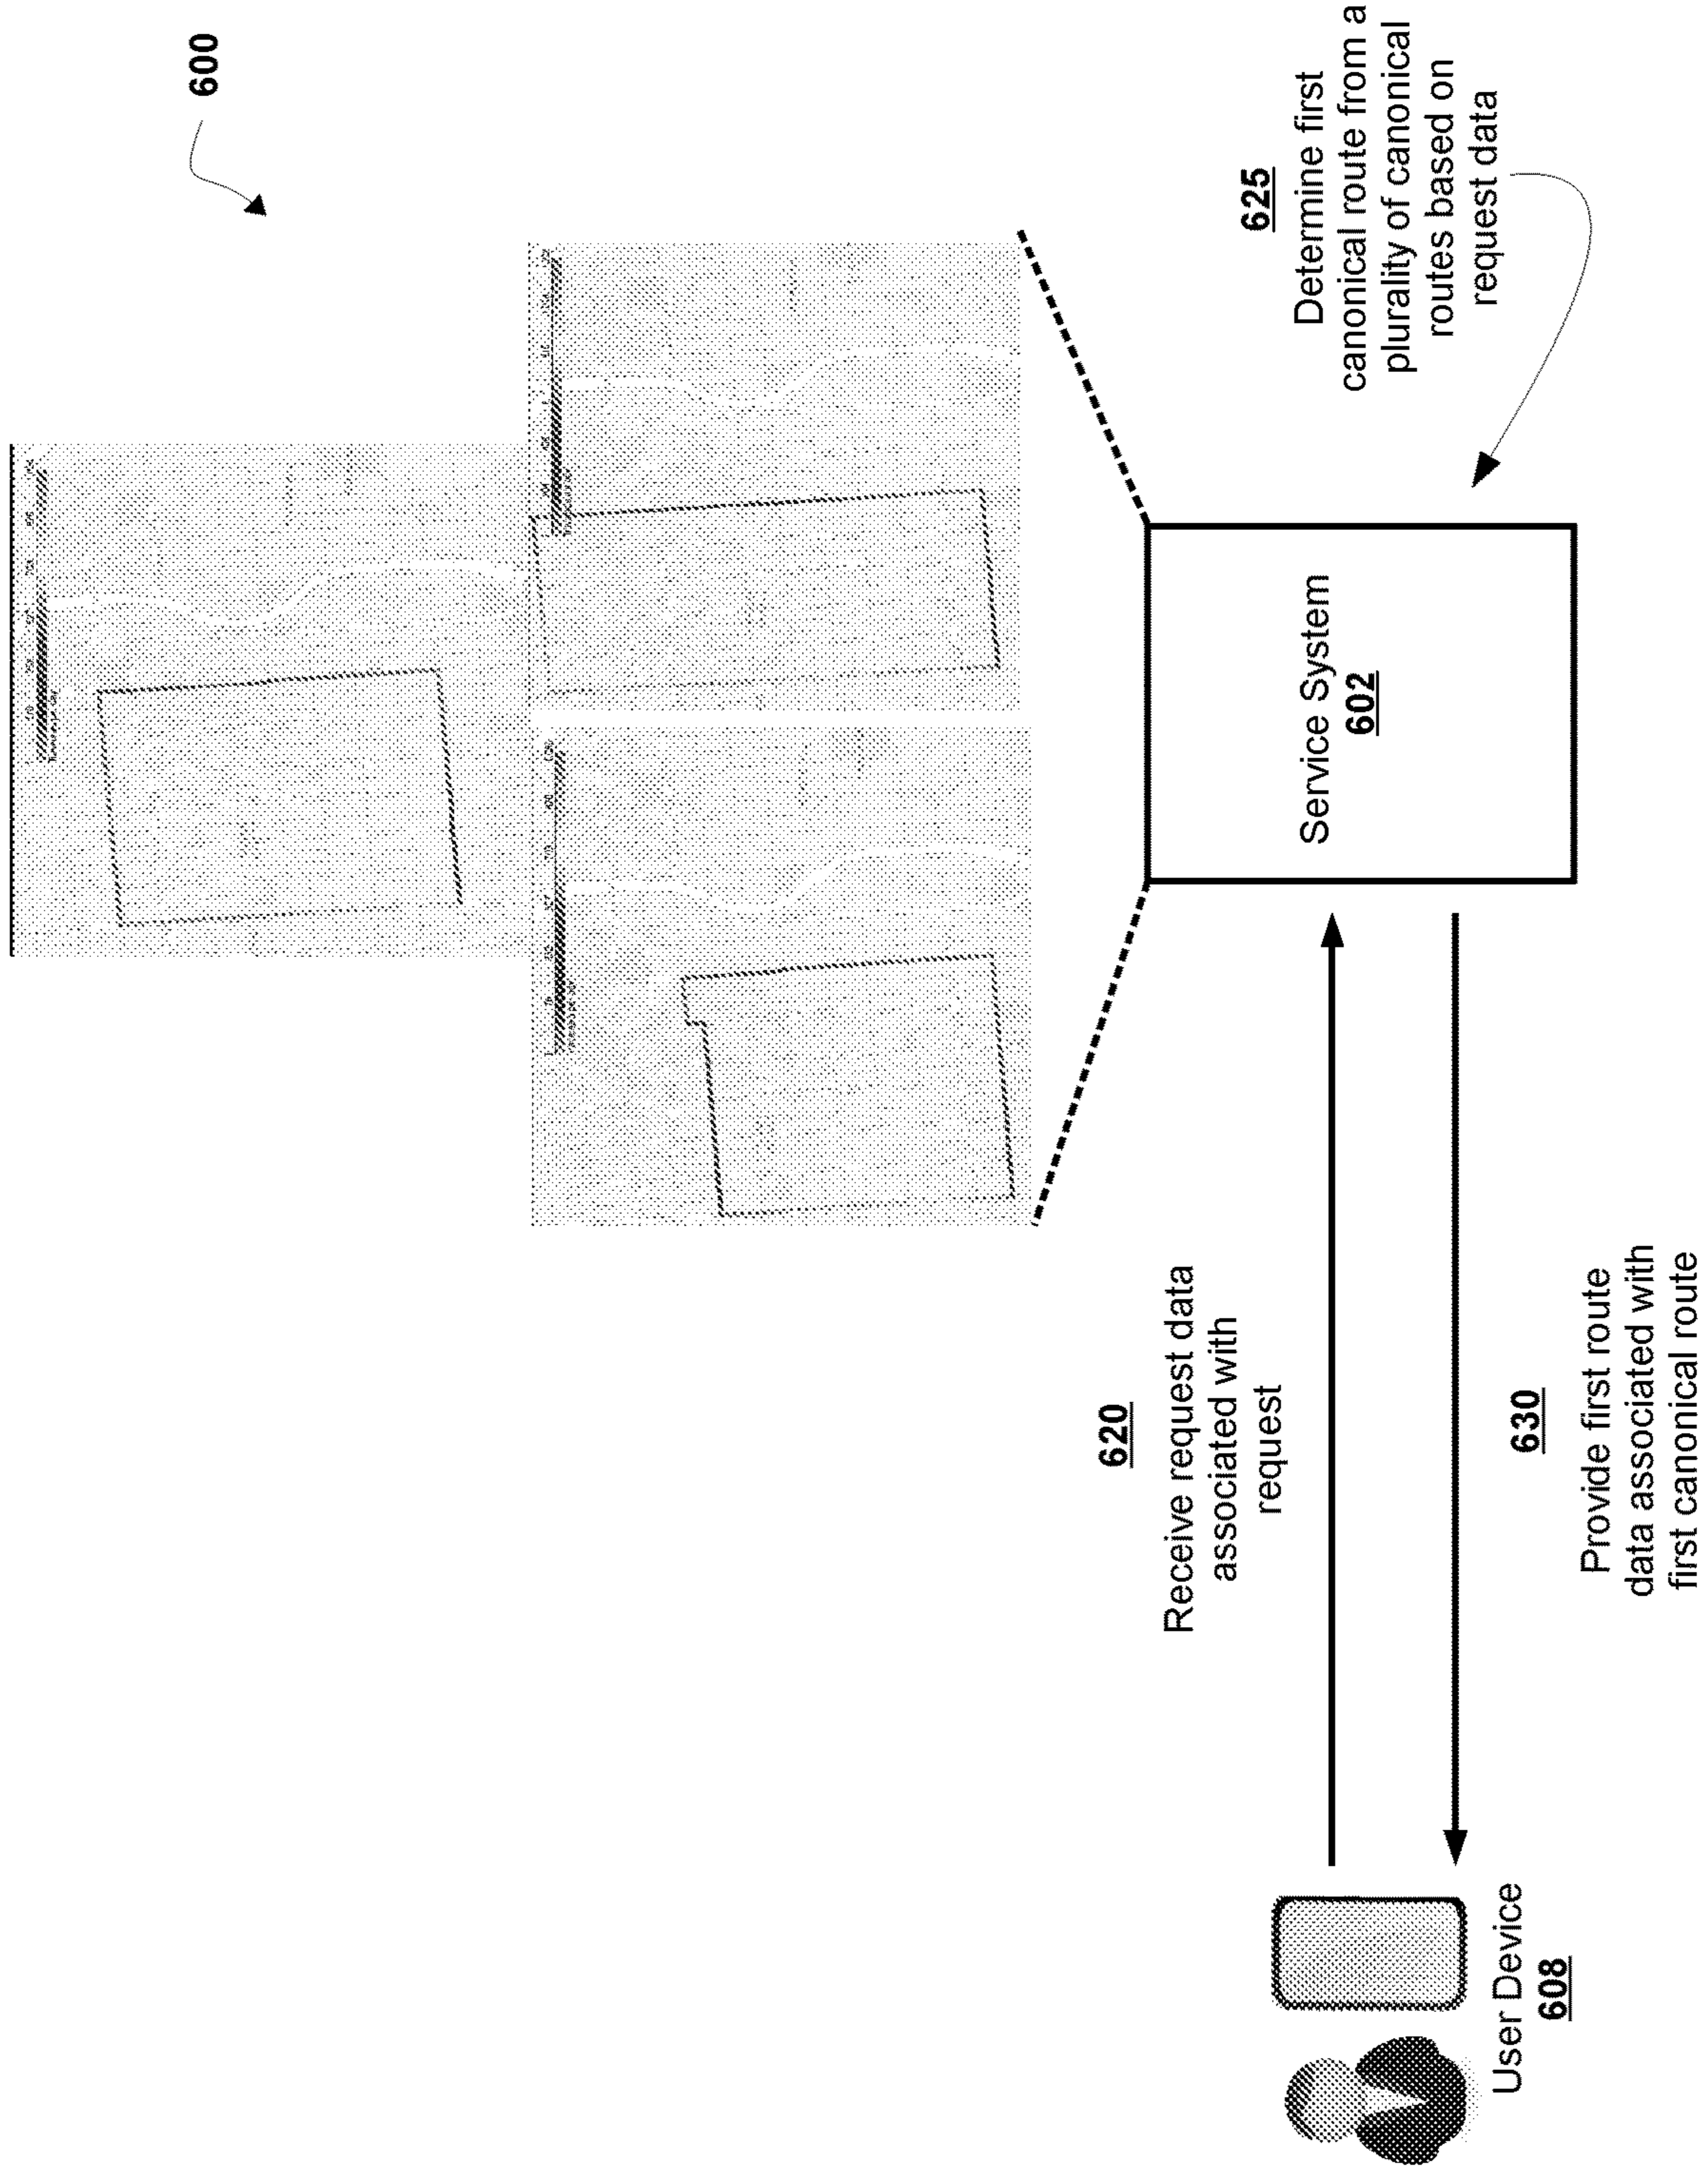 600
625
Determine first
canonical route from a
plurality of canonical
routes based on
request data
Service System
602
620
Receive request data
associated with
request
630
Provide first route
data associated with
first canonical route
User Device
608